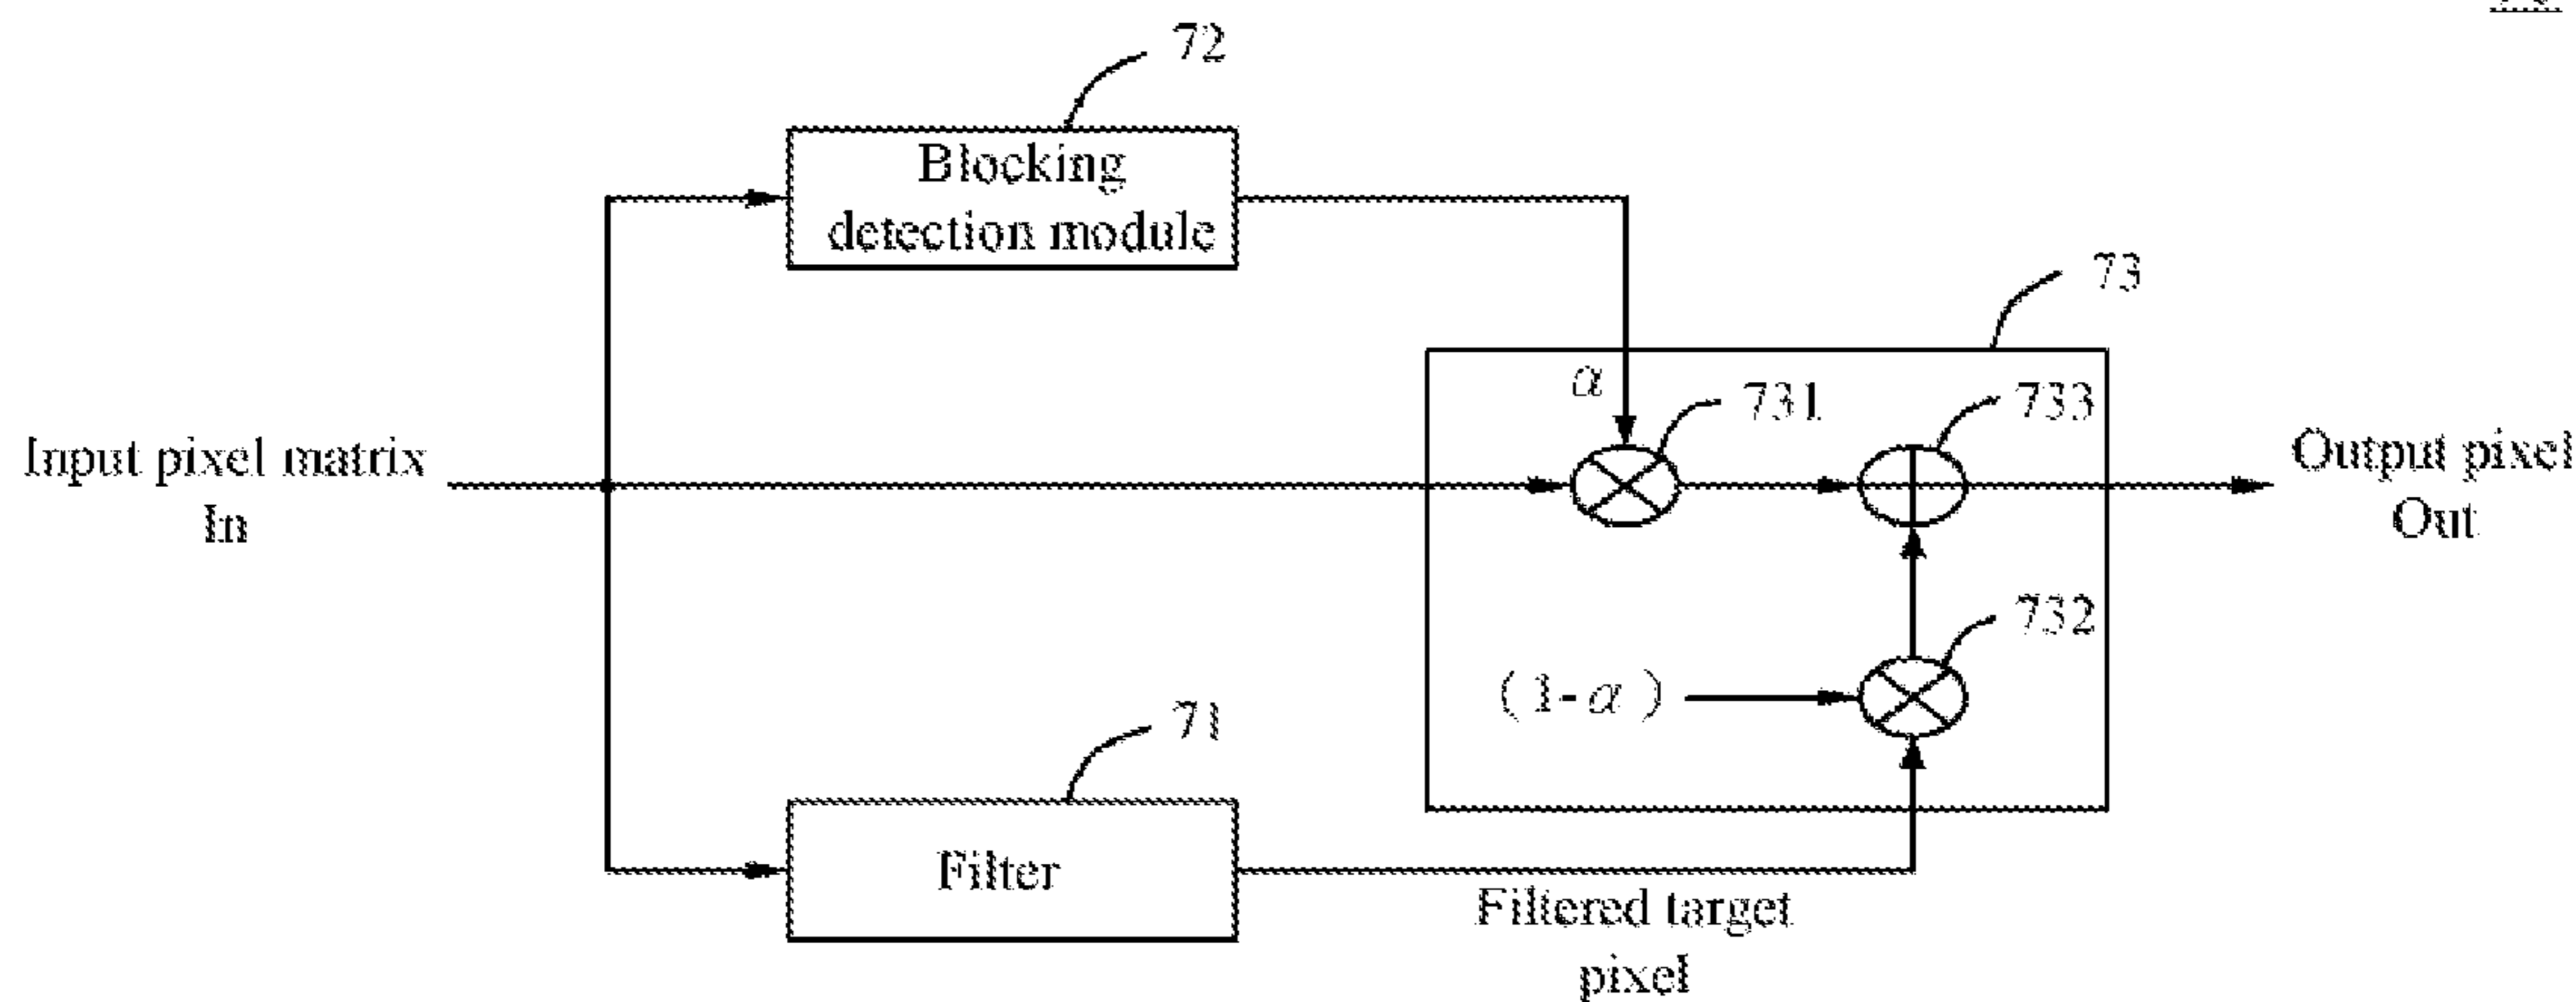 72
Blocking
detection module
73
α
731
733
Input pixel matrix
In
Output pixel
Out
732
(1-α)
71
Filter
Filtered target
pixel